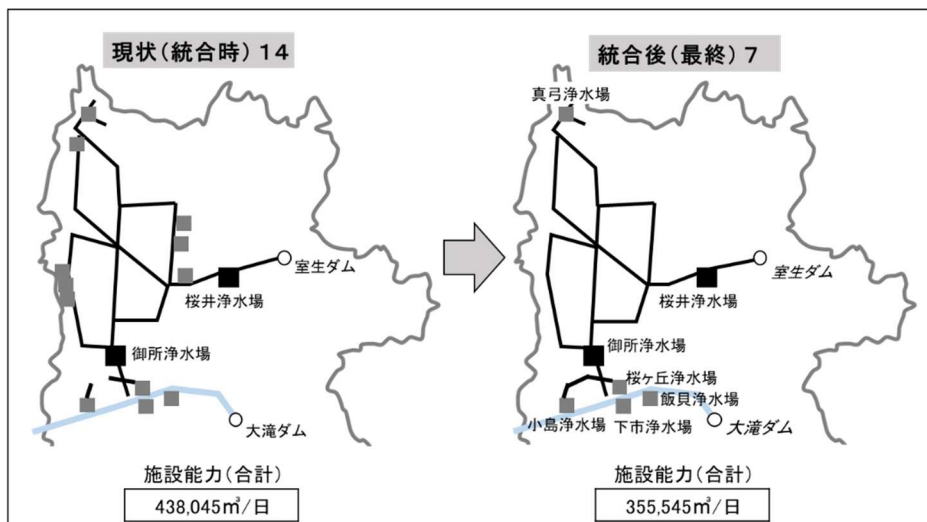 現状(統合時)14
室生ダム
桜井浄水場
御所浄水場
大滝ダム
施設能力(合計)
438,045㎥/日
統合後(最終)7
真弓浄水場
室生ダム
桜井浄水場
御所浄水場
桜ヶ丘浄水場
飯貝浄水場
小島浄水場
下市浄水場
大滝ダム
施設能力(合計)
355,545㎥/日